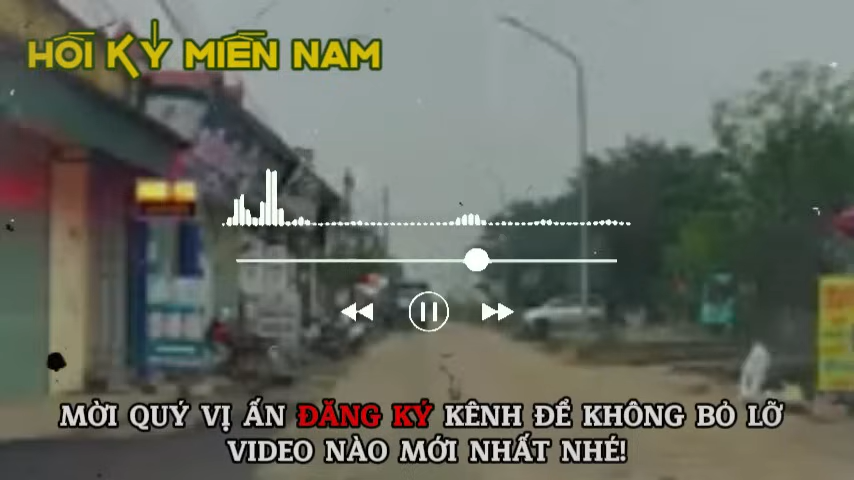 HỒI KÝ MIỀN NAM
MỜI QUÝ VỊ ẤN ĐĂNG KÝ KÊNH ĐỂ KHÔNG BỎ LỠ
VIDEO NÀO MỚI NHẤT NHÉ!